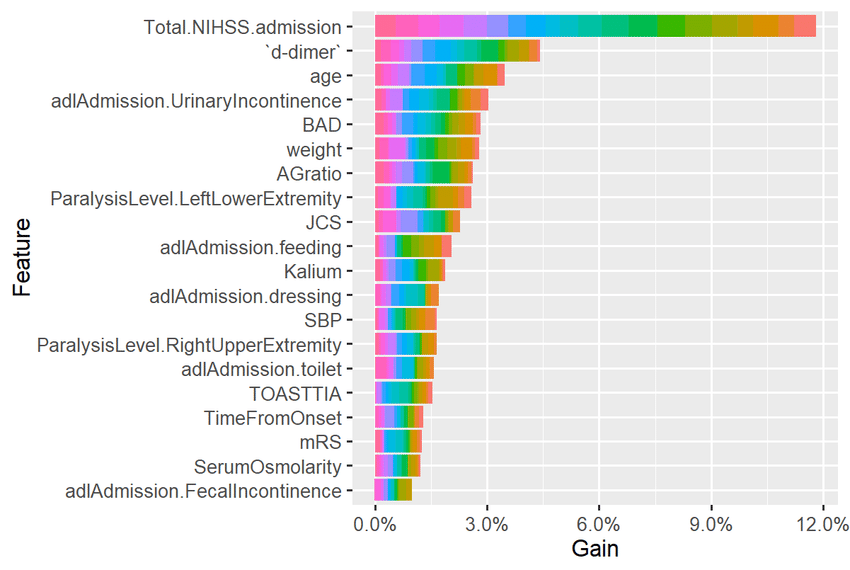 Total.NIHSS.admission
`d-dimer`
age
adlAdmission.UrinaryIncontinence
BAD
weight
AGratio
ParalysisLevel.LeftLowerExtremity
JCS
adlAdmission.feeding
Kalium
adlAdmission.dressing
SBP
ParalysisLevel.RightUpperExtremity
adlAdmission.toilet
TOASTTIA
TimeFromOnset
mRS
SerumOsmolarity
adlAdmission.FecalIncontinence
Feature
0.0% 3.0% 6.0% 9.0% 12.0%
Gain